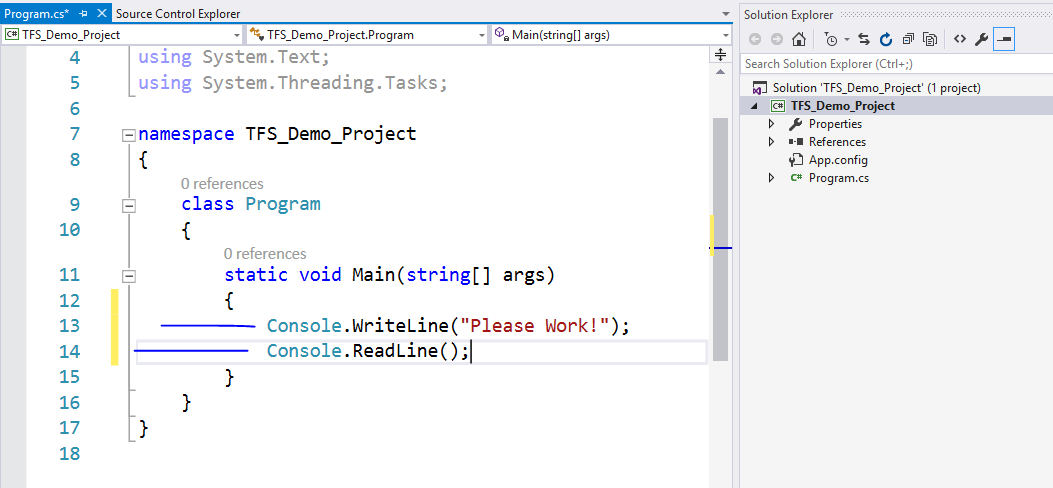 Program.cs*
Source Control Explorer
TFS_Demo_Project
TFS_Demo_Project.Program
Main(string[] args)
4 using System.Text;
5 using System.Threading.Tasks;
6
7 namespace TFS_Demo_Project
8 {
0 references
9 class Program
10 {
0 references
11 static void Main(string[] args)
12 {
13 Console.WriteLine("Please Work!");
14 Console.ReadLine();
15 }
16 }
17 }
18
Solution Explorer
Search Solution Explorer (Ctrl+;)
Solution 'TFS_Demo_Project' (1 project)
C# TFS_Demo_Project
Properties
References
App.config
C# Program.cs